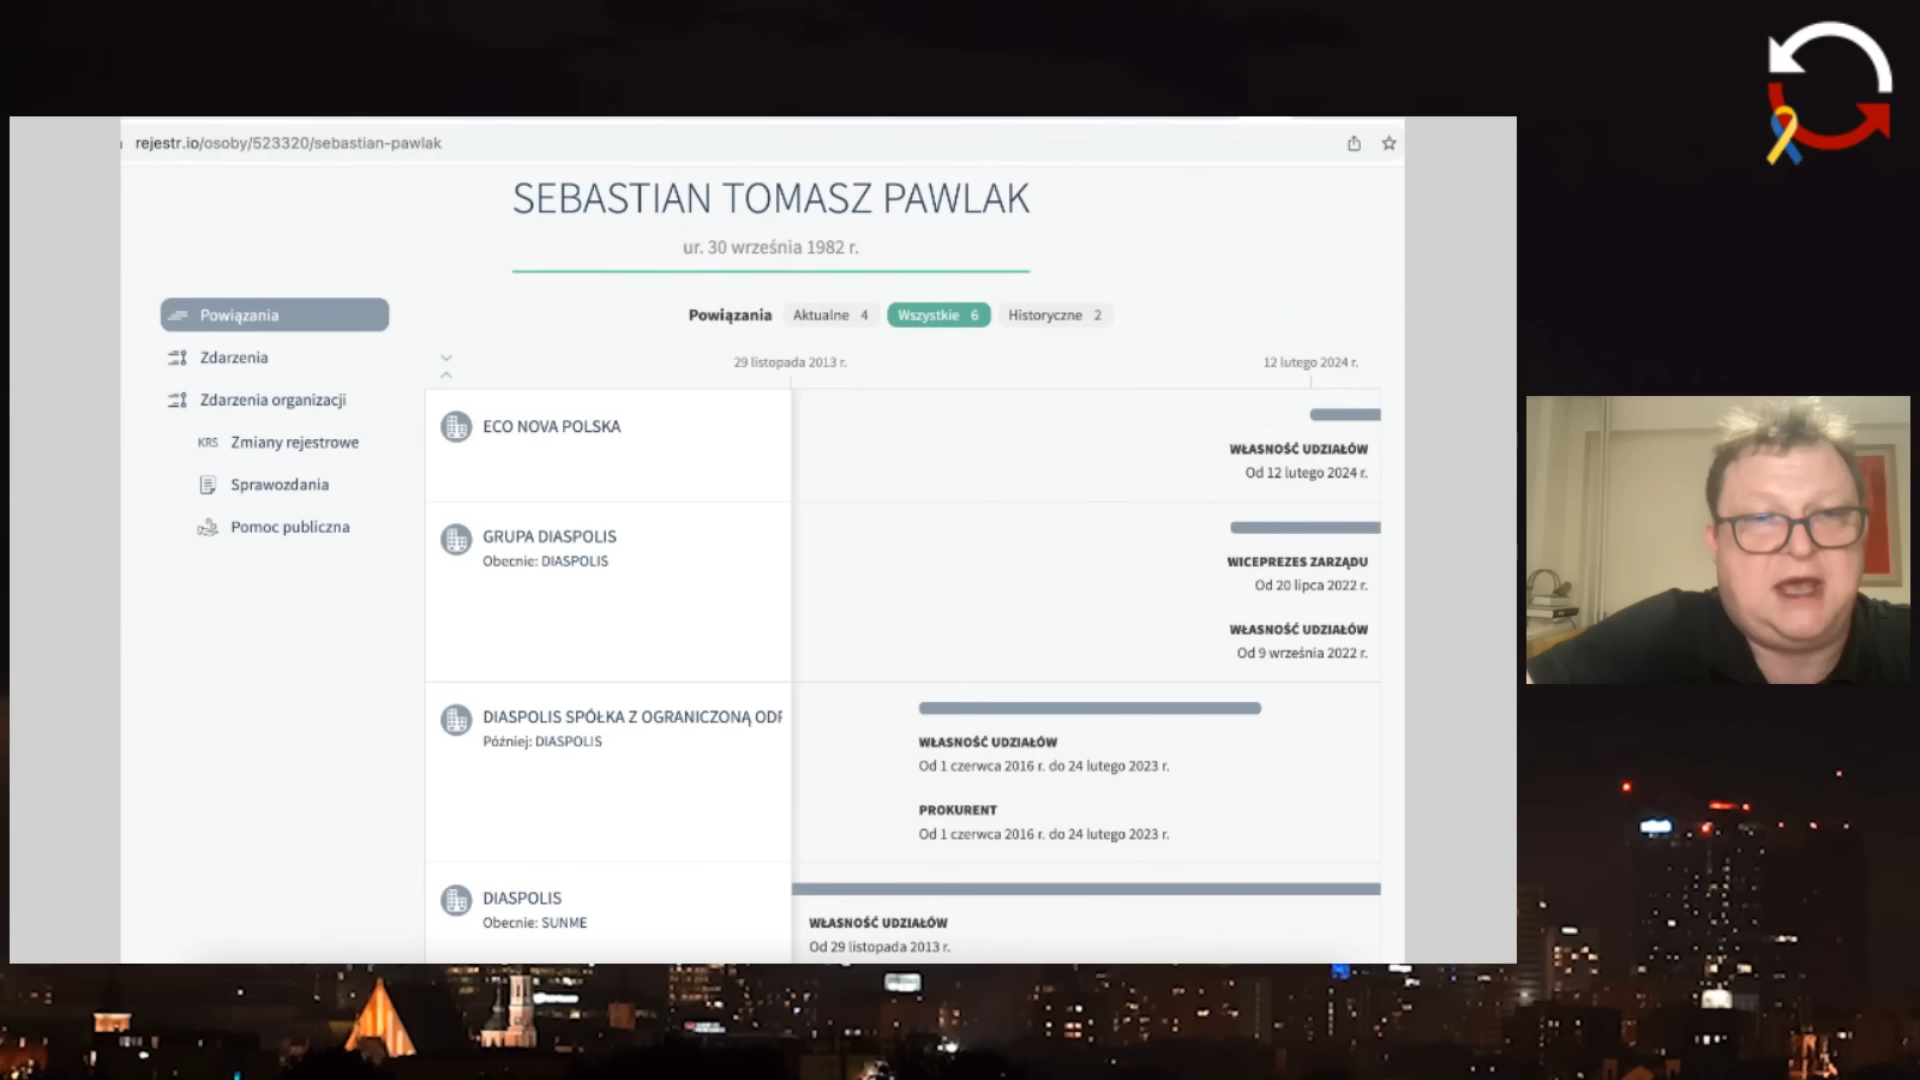 rejestr.io/osoby/523320/sebastian-pawlak
SEBASTIAN TOMASZ PAWLAK
ur. 30 września 1982 r.
Powiązania
Zdarzenia
Zdarzenia organizacji
KRS Zmiany rejestrowe
Sprawozdania
Pomoc publiczna
Powiązania Aktualne 4 Wszystkie 6 Historyczne 2
29 listopada 2013 r. 12 lutego 2024 r.
ECO NOVA POLSKA
WŁASNOŚĆ UDZIAŁÓW
Od 12 lutego 2024 r.
GRUPA DIASPOLIS
Obecnie: DIASPOLIS
WICEPREZES ZARZĄDU
Od 20 lipca 2022 r.
WŁASNOŚĆ UDZIAŁÓW
Od 9 września 2022 r.
DIASPOLIS SPÓŁKA Z OGRANICZONĄ ODP
Później: DIASPOLIS
WŁASNOŚĆ UDZIAŁÓW
Od 1 czerwca 2016 r. do 24 lutego 2023 r.
PROKURENT
Od 1 czerwca 2016 r. do 24 lutego 2023 r.
DIASPOLIS
Obecnie: SUNME
WŁASNOŚĆ UDZIAŁÓW
Od 29 listopada 2013 r.